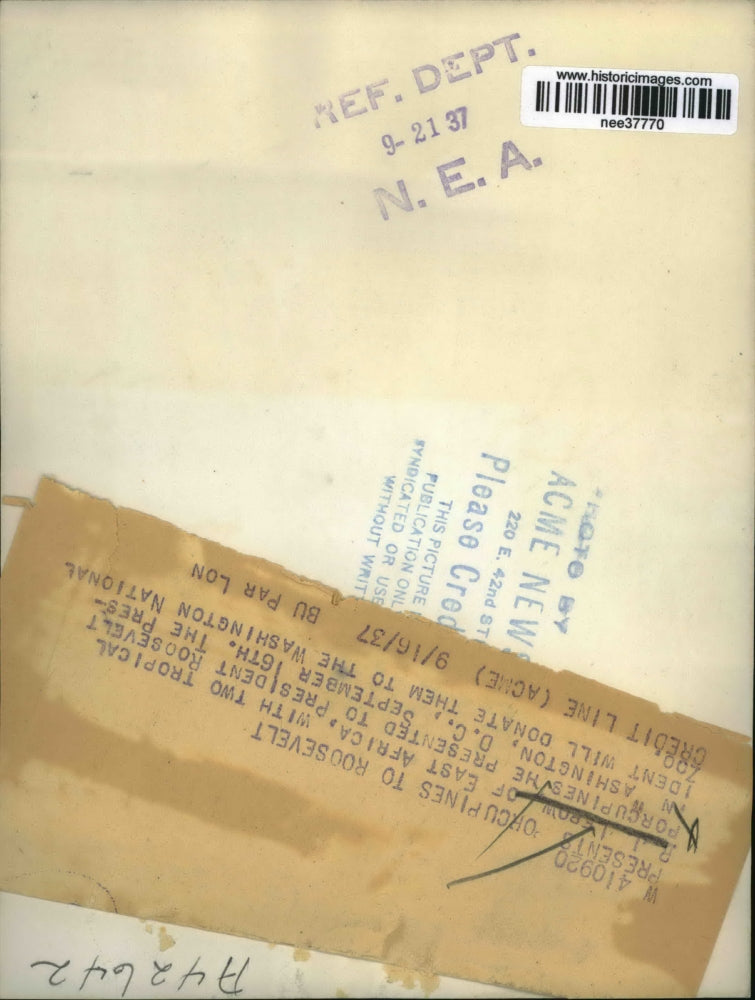 REF. DEPT.
9-21 37
N. E. A.
www.historicimages.com
nee37770
PHOTO BY
ACME NEWS
220 E. 42nd ST
Please Cred
THIS PICTURE
PUBLICATION ONL
SYNDICATED OR USE
WITHOUT WRIT
W 410920
PRESENTS PORCUPINES TO ROOSEVELT
OF EAST AFRICA, WITH TWO TROPICAL
PORCUPINES HE PRESENTED TO PRESIDENT ROOSEVELT
IN WASHINGTON, D.C., SEPTEMBER 16TH. THE PRES-
IDENT WILL DONATE THEM TO THE WASHINGTON NATIONAL
ZOO
CREDIT LINE (ACME) 9/16/37 BU PAR LON
A42642